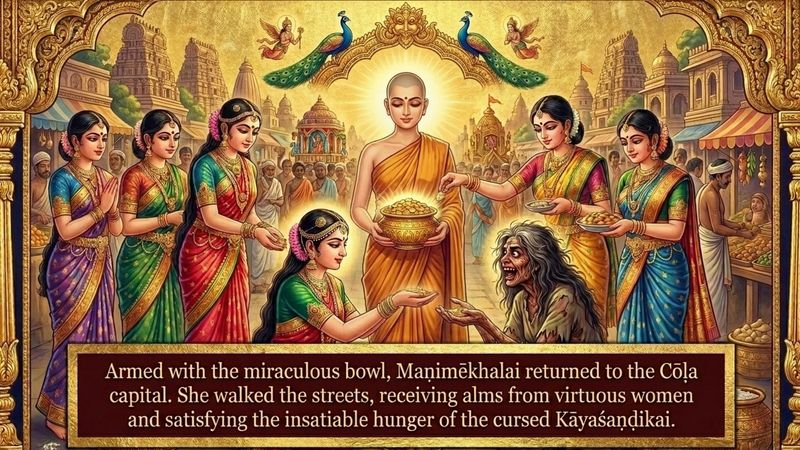 Armed with the miraculous bowl, Maṇimēkhalai returned to the Cōḷa
capital. She walked the streets, receiving alms from virtuous women
and satisfying the insatiable hunger of the cursed Kāyaśaṇḍikai.